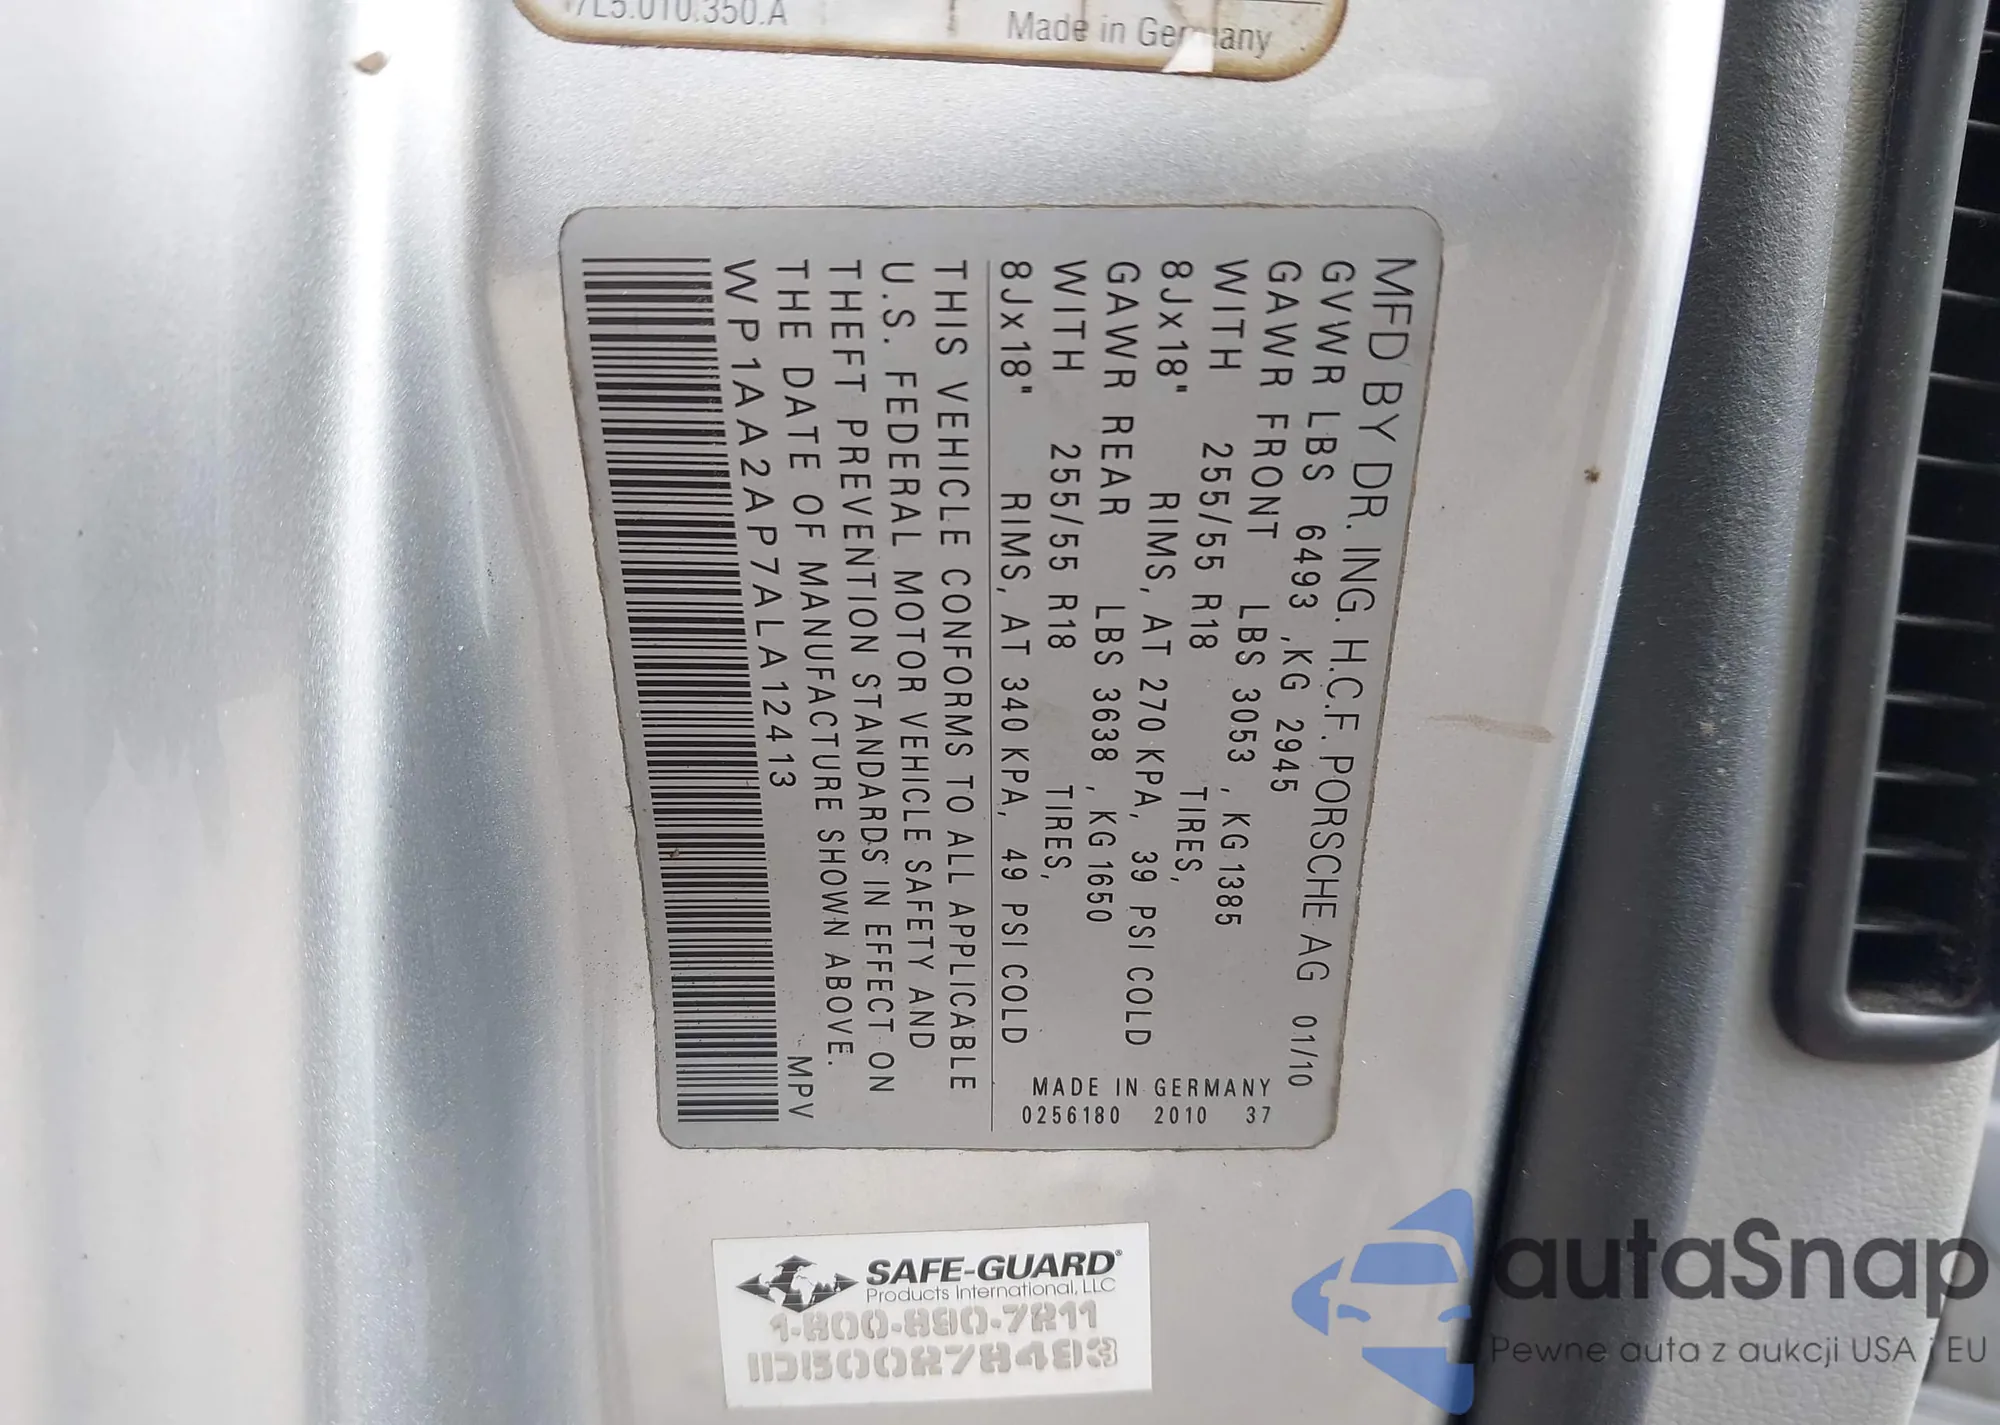 7L5.010.350.A
Made in Germany
MFD BY DR. ING. H.C.F. PORSCHE AG 01/10
GVWR LBS 6493 ,KG 2945
GAWR FRONT LBS 3053 ,KG 1385
WITH 255/55 R18 TIRES,
8Jx18" RIMS, AT 270 KPA, 39 PSI COLD
GAWR REAR LBS 3638 ,KG 1650
WITH 255/55 R18 TIRES,
8Jx18" RIMS, AT 340 KPA, 49 PSI COLD
MADE IN GERMANY
0256180 2010 37
THIS VEHICLE CONFORMS TO ALL APPLICABLE
U.S. FEDERAL MOTOR VEHICLE SAFETY AND
THEFT PREVENTION STANDARDS IN EFFECT ON
THE DATE OF MANUFACTURE SHOWN ABOVE.
WP1AA2AP7ALA12413 MPV
SAFE-GUARD®
Products International, LLC
1-800-890-7211
autaSnap
Pewne auta z aukcji USA i EU